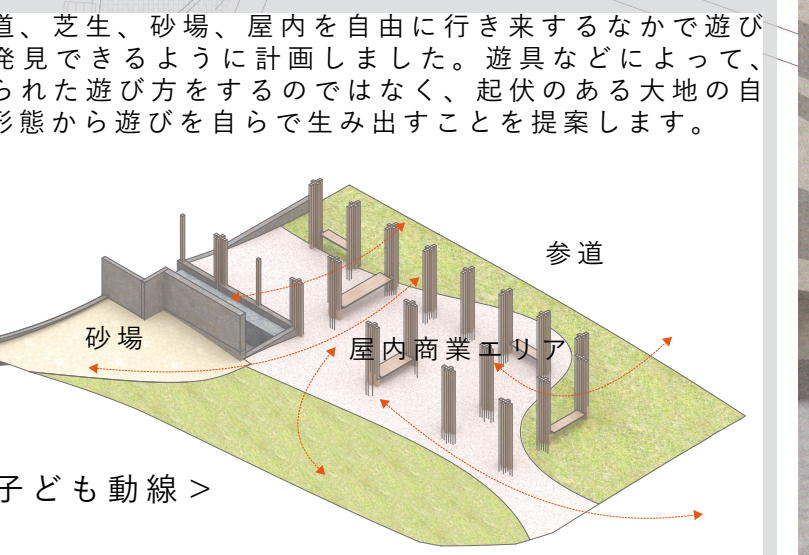 道、芝生、砂場、屋内を自由に行き来するなかで遊び
発見できるように計画しました。遊具などによって、
られた遊び方をするのではなく、起伏のある大地の自
形態から遊びを自らで生み出すことを提案します。
参道
砂場
屋内商業エリア
子ども動線>